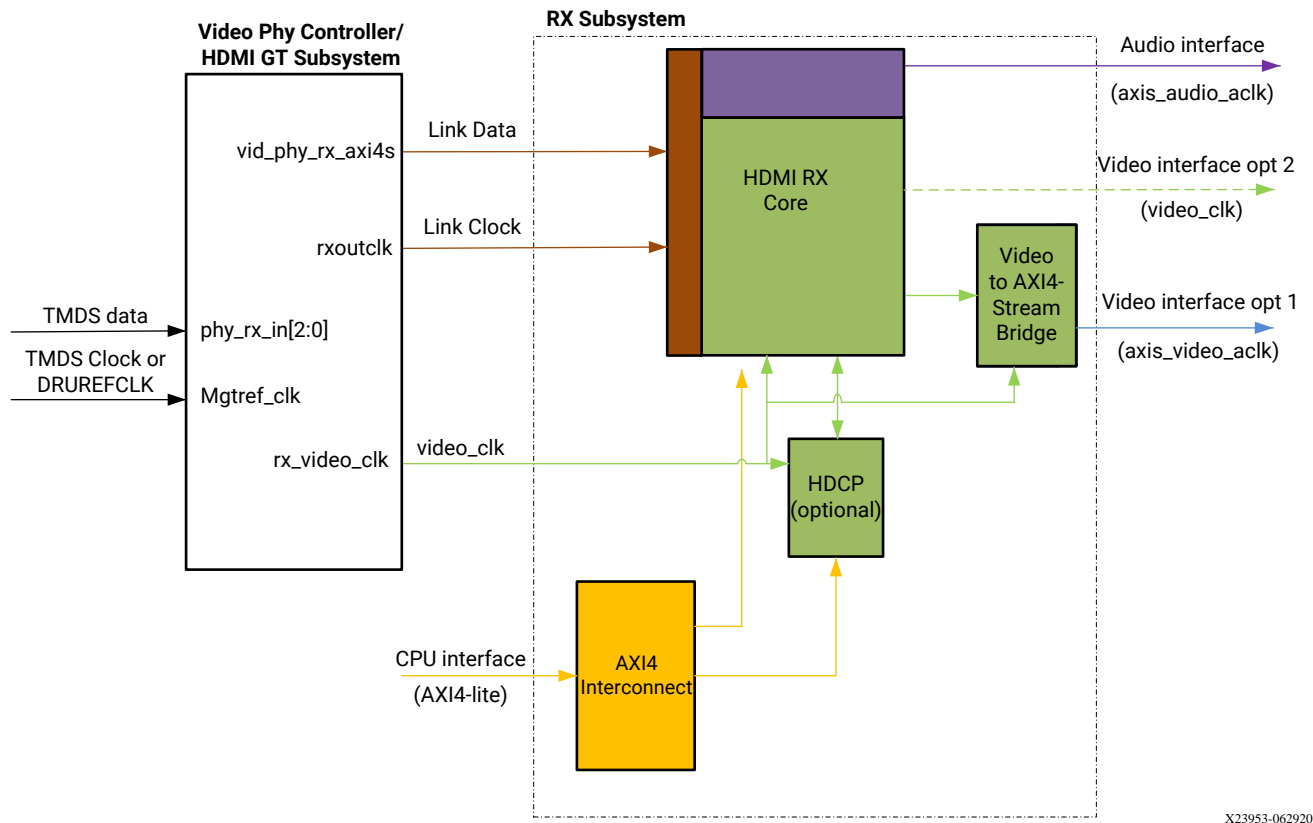 RX Subsystem
Video Phy Controller/
HDMI GT Subsystem
Audio interface
(axis_audio_aclk)
vid_phy_rx_axi4s
Link Data
HDMI RX
Core
Video interface opt 2
(video_clk)
rxoutclk
Link Clock
Video
to AXI4-
Stream
Bridge
TMDS data
phy_rx_in[2:0]
Video interface opt 1
(axis_video_aclk)
TMDS Clock or
DRUREFCLK
Mgtref_clk
rx_video_clk
video_clk
HDCP
(optional)
CPU interface
(AXI4-lite)
AXI4
Interconnect
X23953-062920